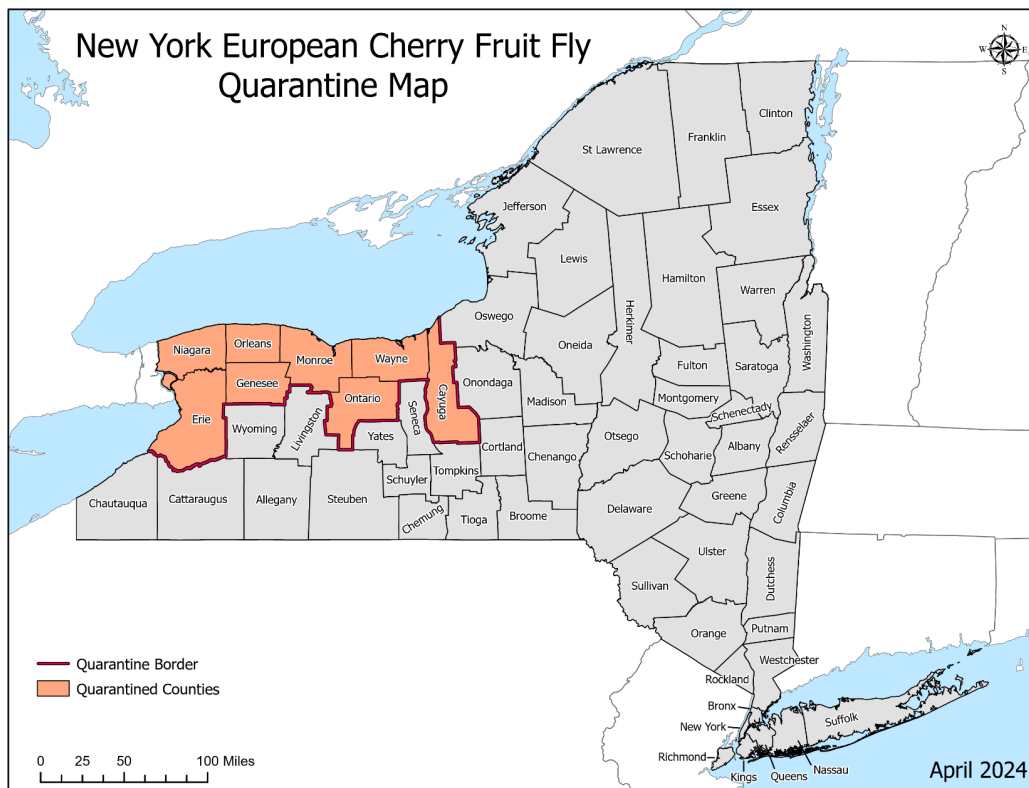 New York European Cherry Fruit Fly
Quarantine Map
N
W
E
S
Clinton
Franklin
St Lawrence
Essex
Jefferson
Lewis
Hamilton
Warren
Herkimer
Washington
Oswego
Oneida
Niagara
Orleans
Monroe
Wayne
Fulton
Saratoga
Genesee
Onondaga
Cayuga
Ontario
Madison
Montgomery
Schenectady
Erie
Wyoming
Livingston
Seneca
Yates
Otsego
Rensselaer
Cortland
Chenango
Schoharie
Albany
Tompkins
Schuyler
Chautauqua
Cattaraugus
Allegany
Steuben
Greene
Columbia
Delaware
Chemung
Tioga
Broome
Ulster
Dutchess
Sullivan
Orange
Putnam
Westchester
Rockland
Bronx
New York
Suffolk
Richmond
Kings
Queens
Nassau
Quarantine Border
Quarantined Counties
0 25 50 100 Miles
April 2024